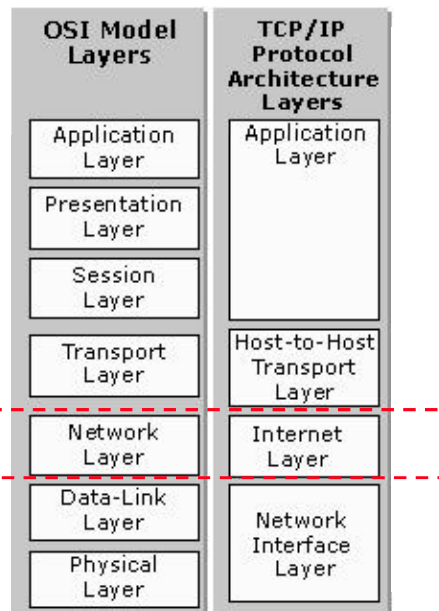 OSI Model
Layers
Application
Layer
Presentation
Layer
Session
Layer
Transport
Layer
Network
Layer
Data-Link
Layer
Physical
Layer
TCP/IP
Protocol
Architecture
Layers
Application
Layer
Host-to-Host
Transport
Layer
Internet
Layer
Network
Interface
Layer